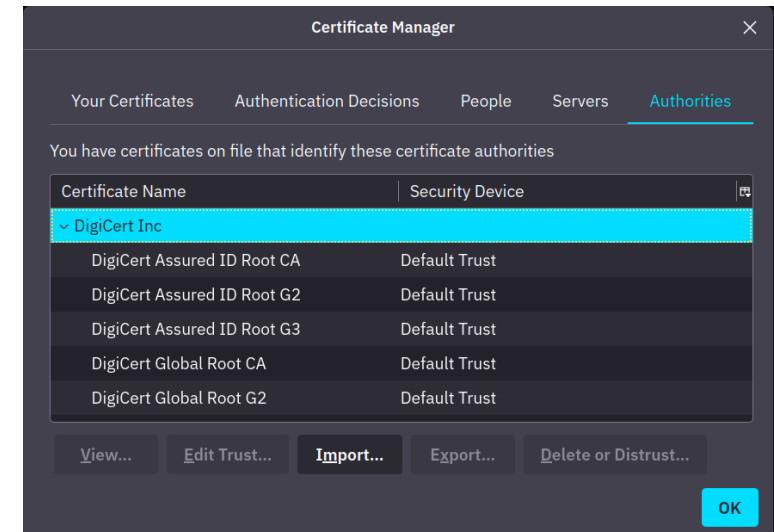 Certificate Manager
Your Certificates Authentication Decisions People Servers Authorities
You have certificates on file that identify these certificate authorities
Certificate Name Security Device
DigiCert Inc
DigiCert Assured ID Root CA Default Trust
DigiCert Assured ID Root G2 Default Trust
DigiCert Assured ID Root G3 Default Trust
DigiCert Global Root CA Default Trust
DigiCert Global Root G2 Default Trust
View... Edit Trust... Import... Export... Delete or Distrust...
OK